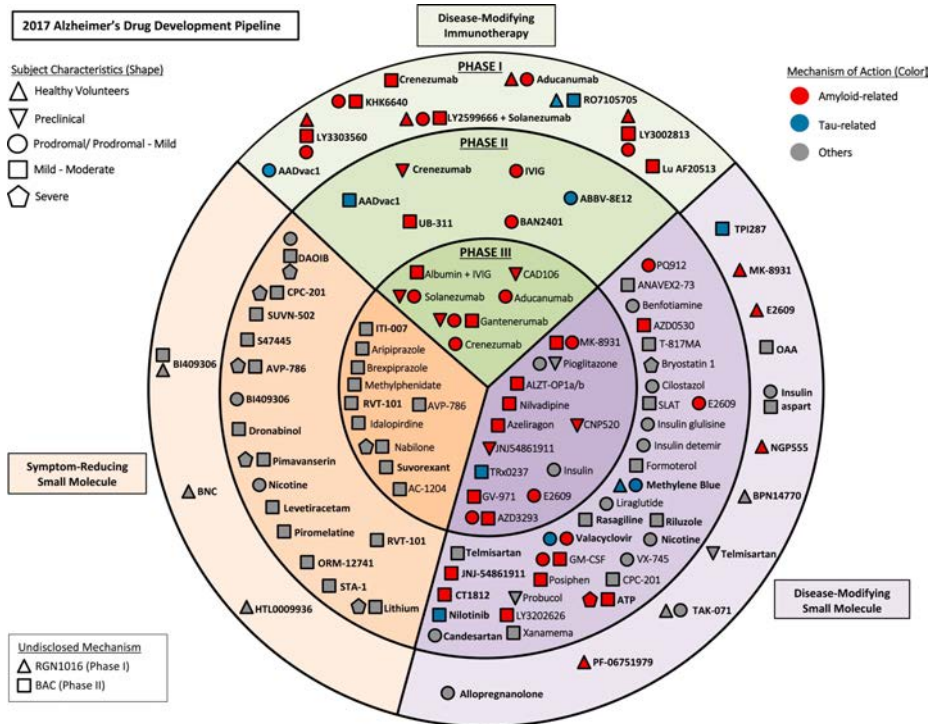 2017 Alzheimer's Drug Development Pipeline
Subject Characteristics (Shape)
Healthy Volunteers
Preclinical
Prodromal/ Prodromal - Mild
Mild - Moderate
Severe
Disease-Modifying
Immunotherapy
Mechanism of Action (Color)
Amyloid-related
Tau-related
Others
PHASE I
Crenezumab
Aducanumab
KHK6640
RO7105705
LY2599666 + Solanezumab
LY3303560
LY3002813
AADvac1
Lu AF20513
PHASE II
Crenezumab
IVIG
AADvac1
ABBV-8E12
UB-311
BAN2401
PHASE III
Albumin + IVIG
CAD106
Solanezumab
Aducanumab
Gantenerumab
Crenezumab
Symptom-Reducing
Small Molecule
BI409306
BNC
HTL0009936
DAOIB
CPC-201
SUVN-502
S47445
AVP-786
BI409306
Dronabinol
Pimavanserin
Nicotine
Levetiracetam
Piromelatine
RVT-101
ORM-12741
STA-1
Lithium
ITI-007
Aripiprazole
Brexpiprazole
Methylphenidate
RVT-101
AVP-786
Idalopirdine
Nabilone
Suvorexant
AC-1204
MK-8931
Pioglitazone
ALZT-OP1a/b
Nilvadipine
Azeliragon
CNP520
JNJ54861911
TRx0237
Insulin
GV-971
E2609
AZD3293
PQ912
ANAVEX2-73
Benfotiamine
AZD0530
T-817MA
Bryostatin 1
Cilostazol
SLAT
E2609
Insulin glulisine
Insulin detemir
Formoterol
Methylene Blue
Liraglutide
Rasagiline
Riluzole
Valacyclovir
Nicotine
Telmisartan
GM-CSF
VX-745
JNJ-54861911
Posiphen
CPC-201
CT1812
Probucol
ATP
Nilotinib
LY3202626
Candesartan
Xanamema
TPI287
MK-8931
E2609
OAA
Insulin
aspart
NGP555
BPN14770
Telmisartan
TAK-071
PF-06751979
Allopregnanolone
Disease-Modifying
Small Molecule
Undisclosed Mechanism
RGN1016 (Phase I)
BAC (Phase II)